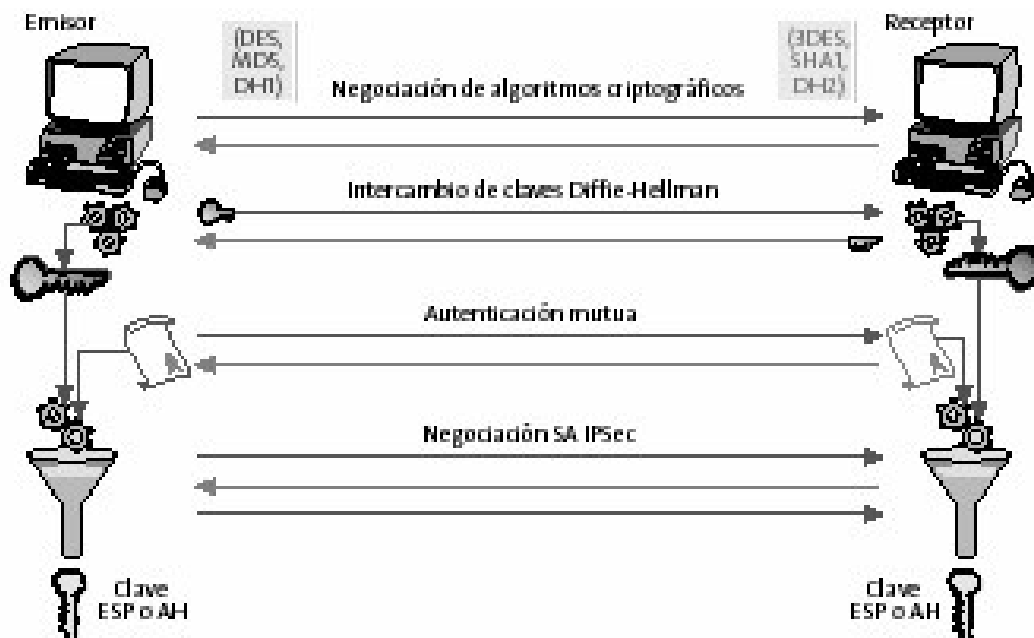 Emisor
Receptor
(DES,
MD5,
DH1)
(3DES,
SHA1,
DH2)
Negociación de algoritmos criptográficos
Intercambio de claves Diffie-Hellman
Autenticación mutua
Negociación SA IPSec
Clave
ESP o AH
Clave
ESP o AH